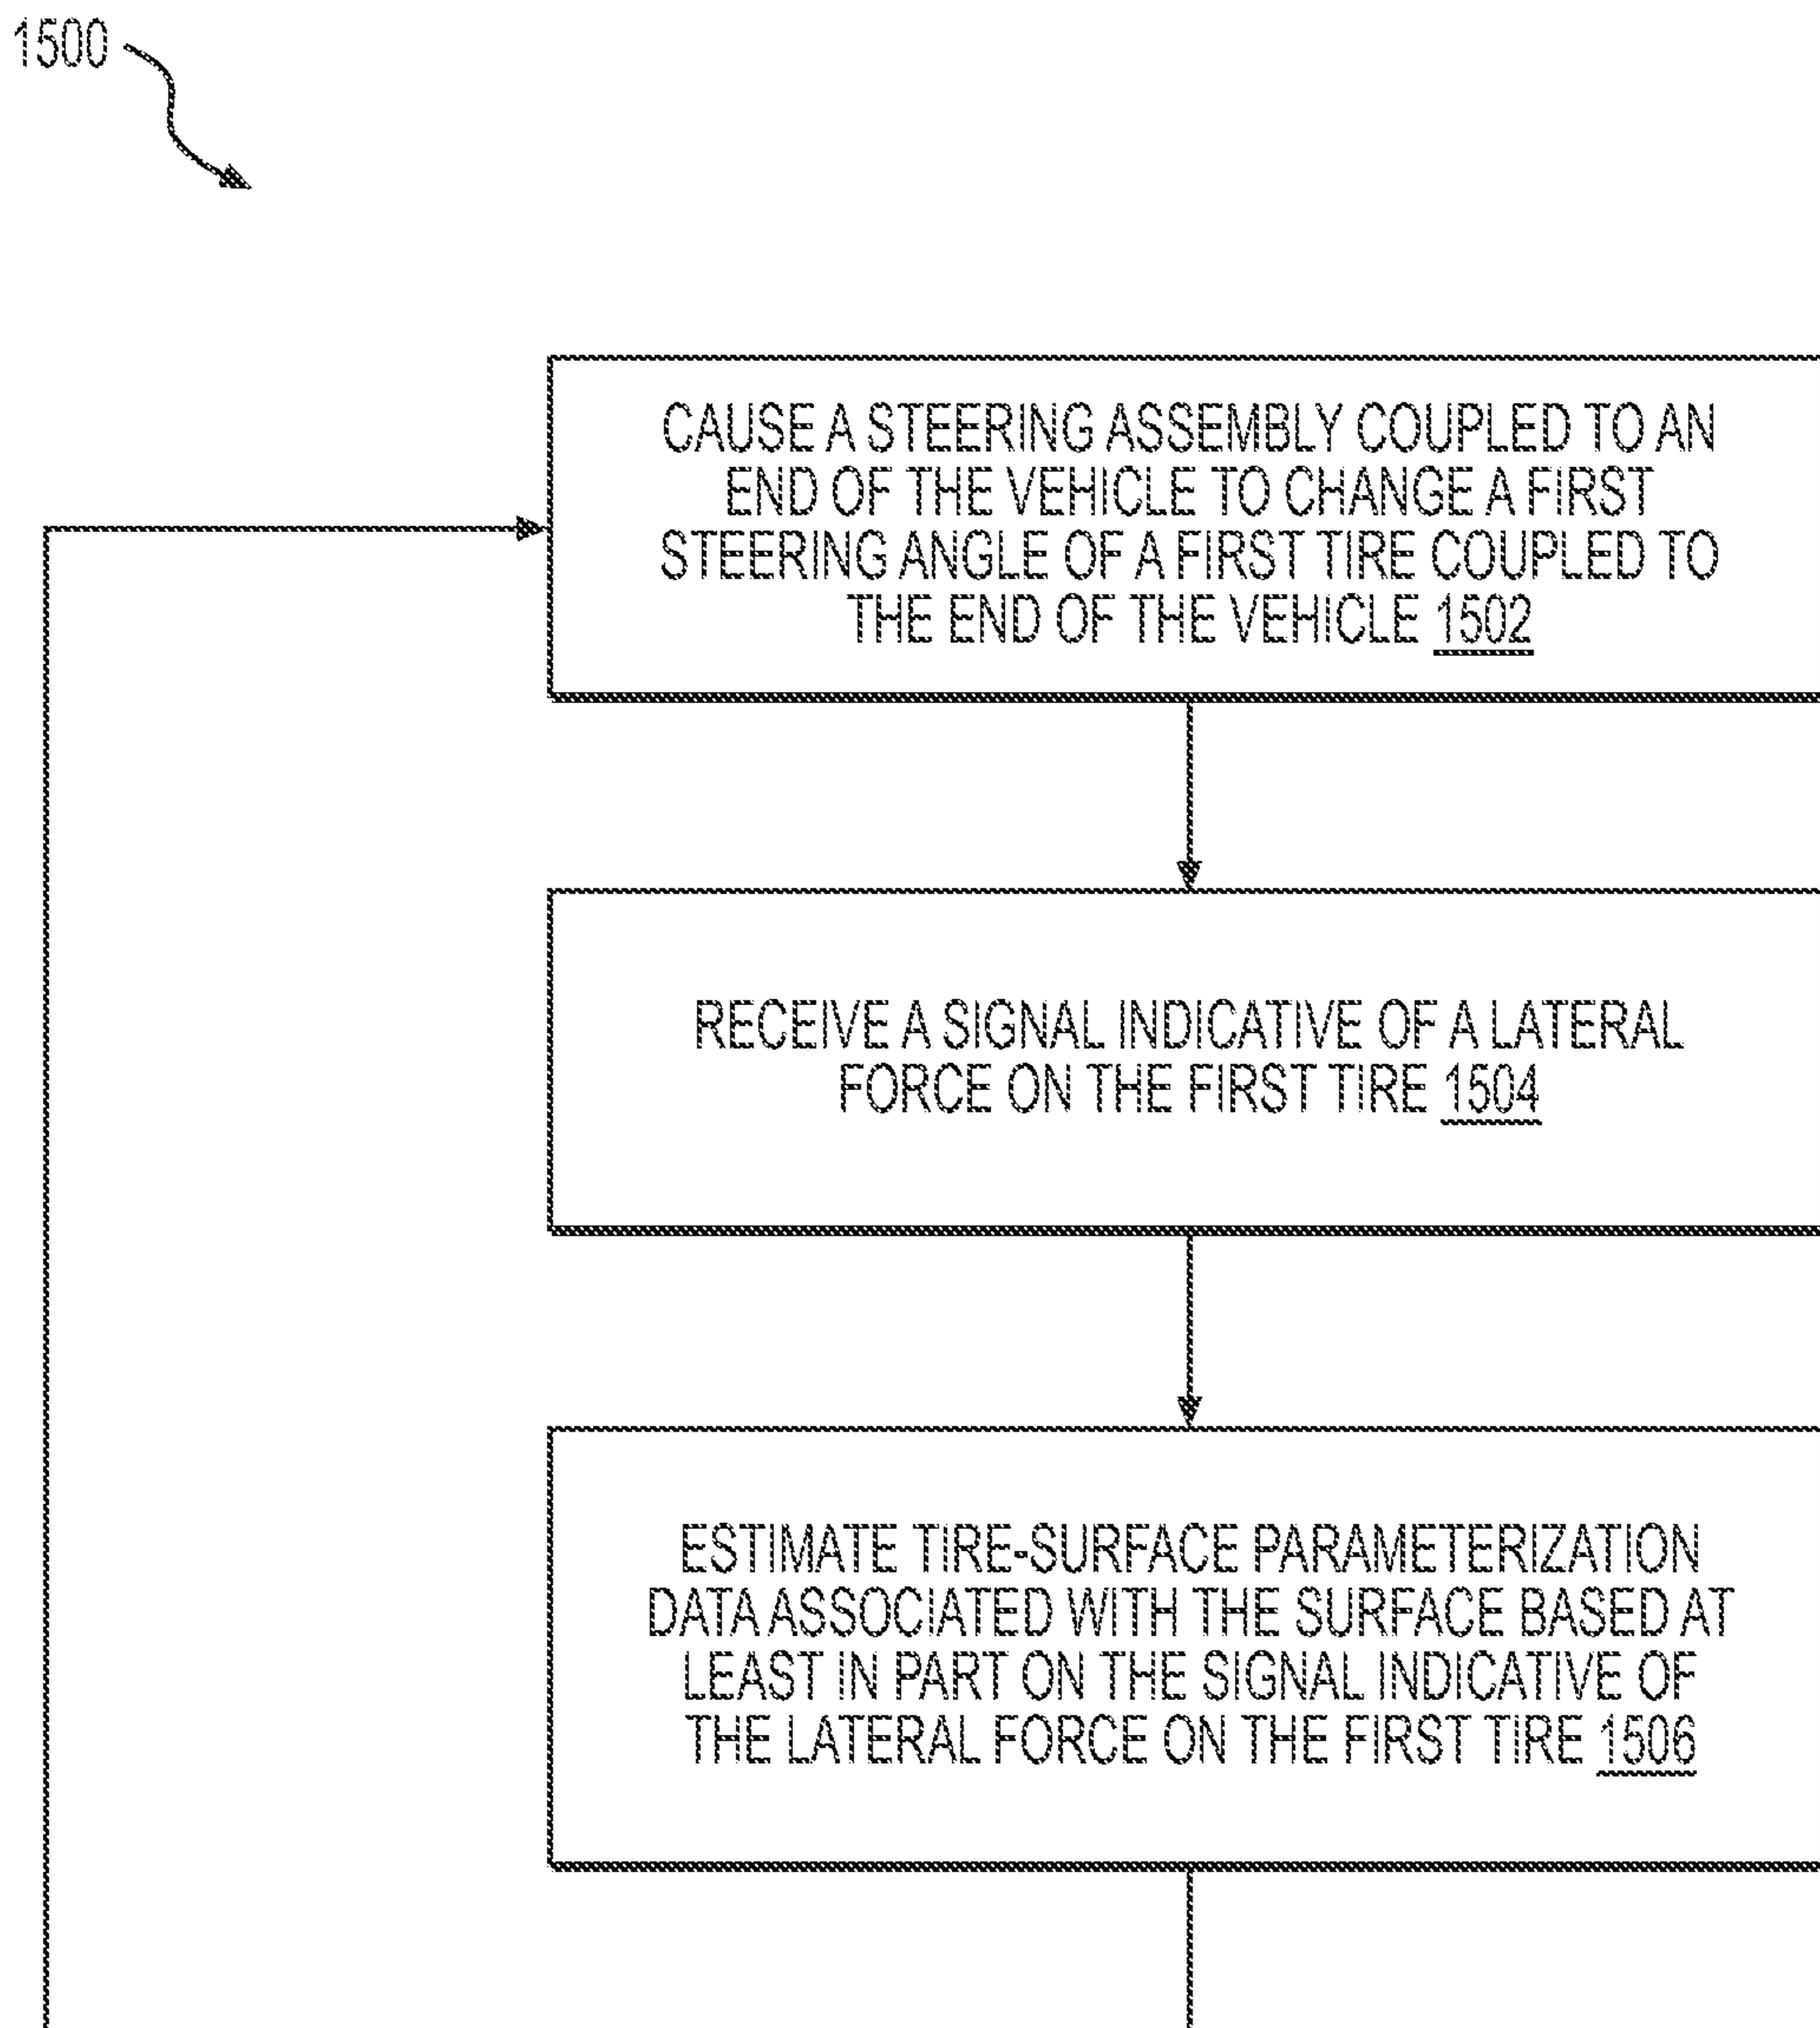 1500
CAUSE A STEERING ASSEMBLY COUPLED TO AN
END OF THE VEHICLE TO CHANGE A FIRST
STEERING ANGLE OF A FIRST TIRE COUPLED TO
THE END OF THE VEHICLE 1502
RECEIVE A SIGNAL INDICATIVE OF A LATERAL
FORCE ON THE FIRST TIRE 1504
ESTIMATE TIRE-SURFACE PARAMETERIZATION
DATA ASSOCIATED WITH THE SURFACE BASED AT
LEAST IN PART ON THE SIGNAL INDICATIVE OF
THE LATERAL FORCE ON THE FIRST TIRE 1506